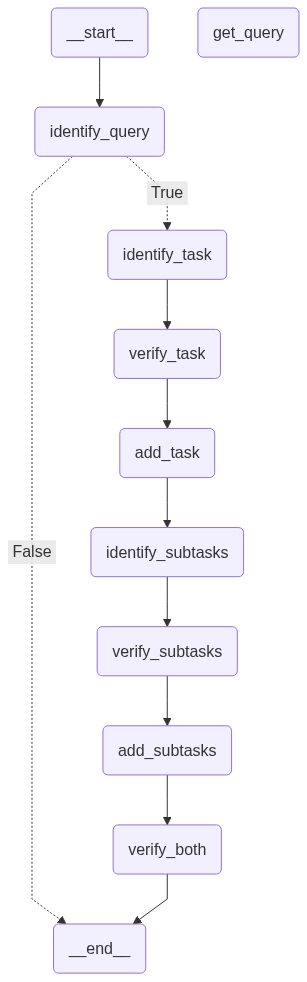 __start__
get_query
identify_query
True
identify_task
verify_task
add_task
identify_subtasks
False
verify_subtasks
add_subtasks
verify_both
__end__